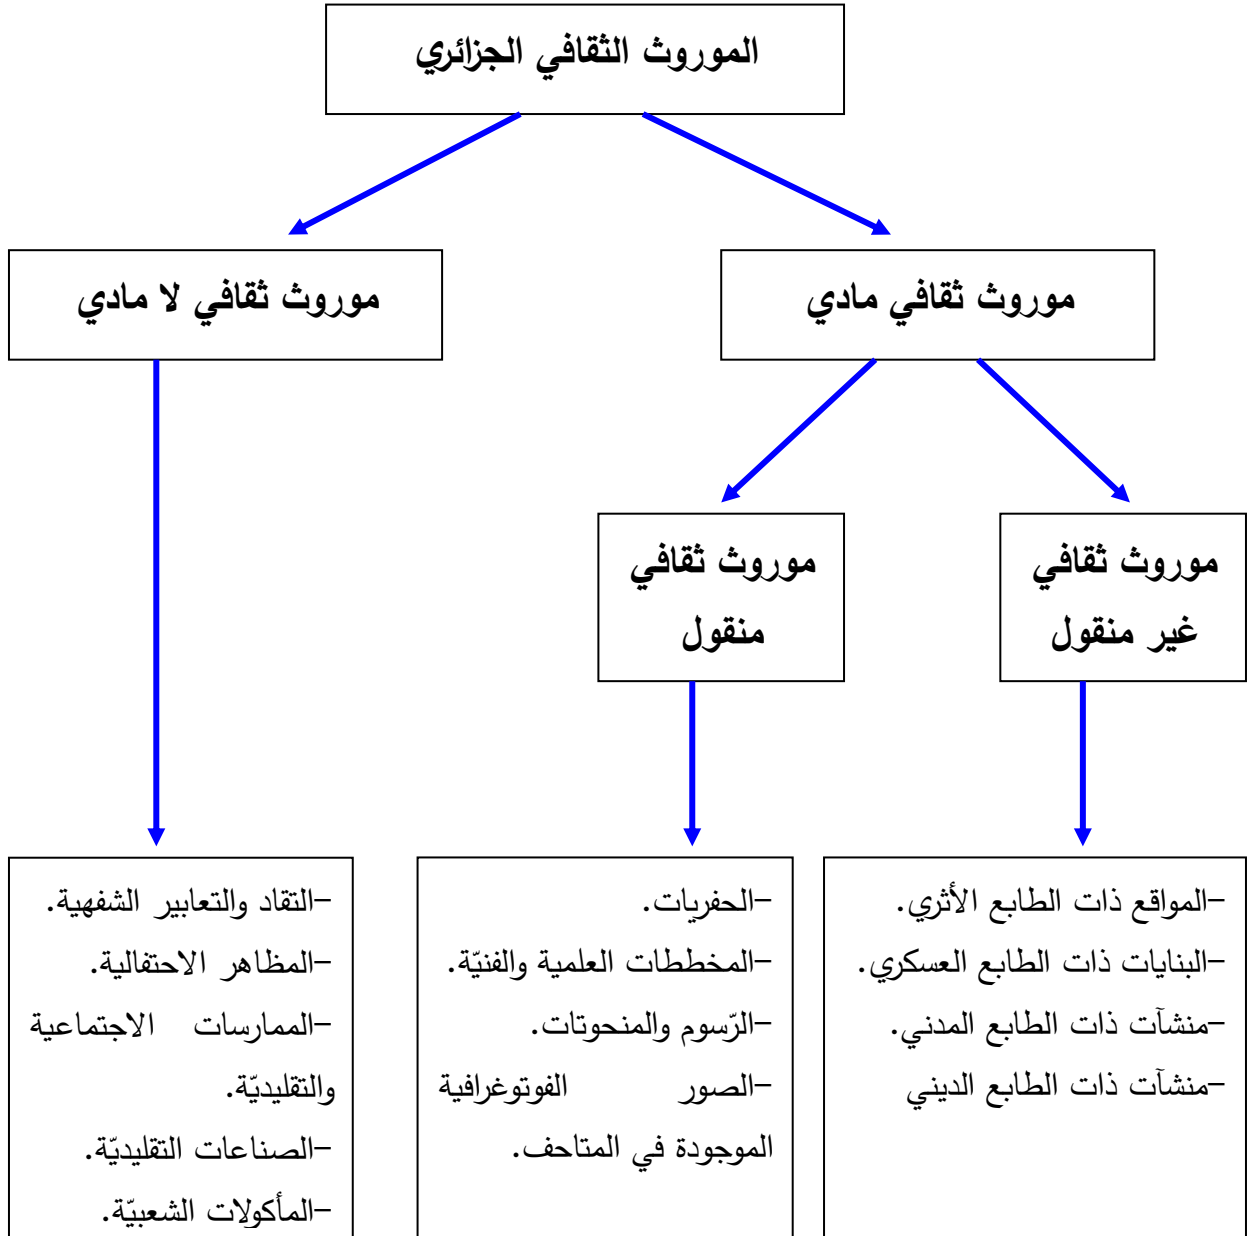 الموروث الثقافي الجزائري
موروث ثقافي مادي
موروث ثقافي لا مادي
موروث ثقافي
غير منقول
موروث ثقافي
منقول
-المواقع ذات الطابع الأثري.
-البنايات ذات الطابع العسكري.
-منشآت ذات الطابع المدني.
-منشآت ذات الطابع الديني
-الحفريات.
-المخططات العلمية والفنيّة.
-الرّسوم والمنحوتات.
-الصور الفوتوغرافية
الموجودة في المتاحف.
-التقاد والتعابير الشفهية.
-المظاهر الاحتفالية.
-الممارسات الاجتماعية
والتقليديّة.
-الصناعات التقليديّة.
-المأكولات الشعبيّة.